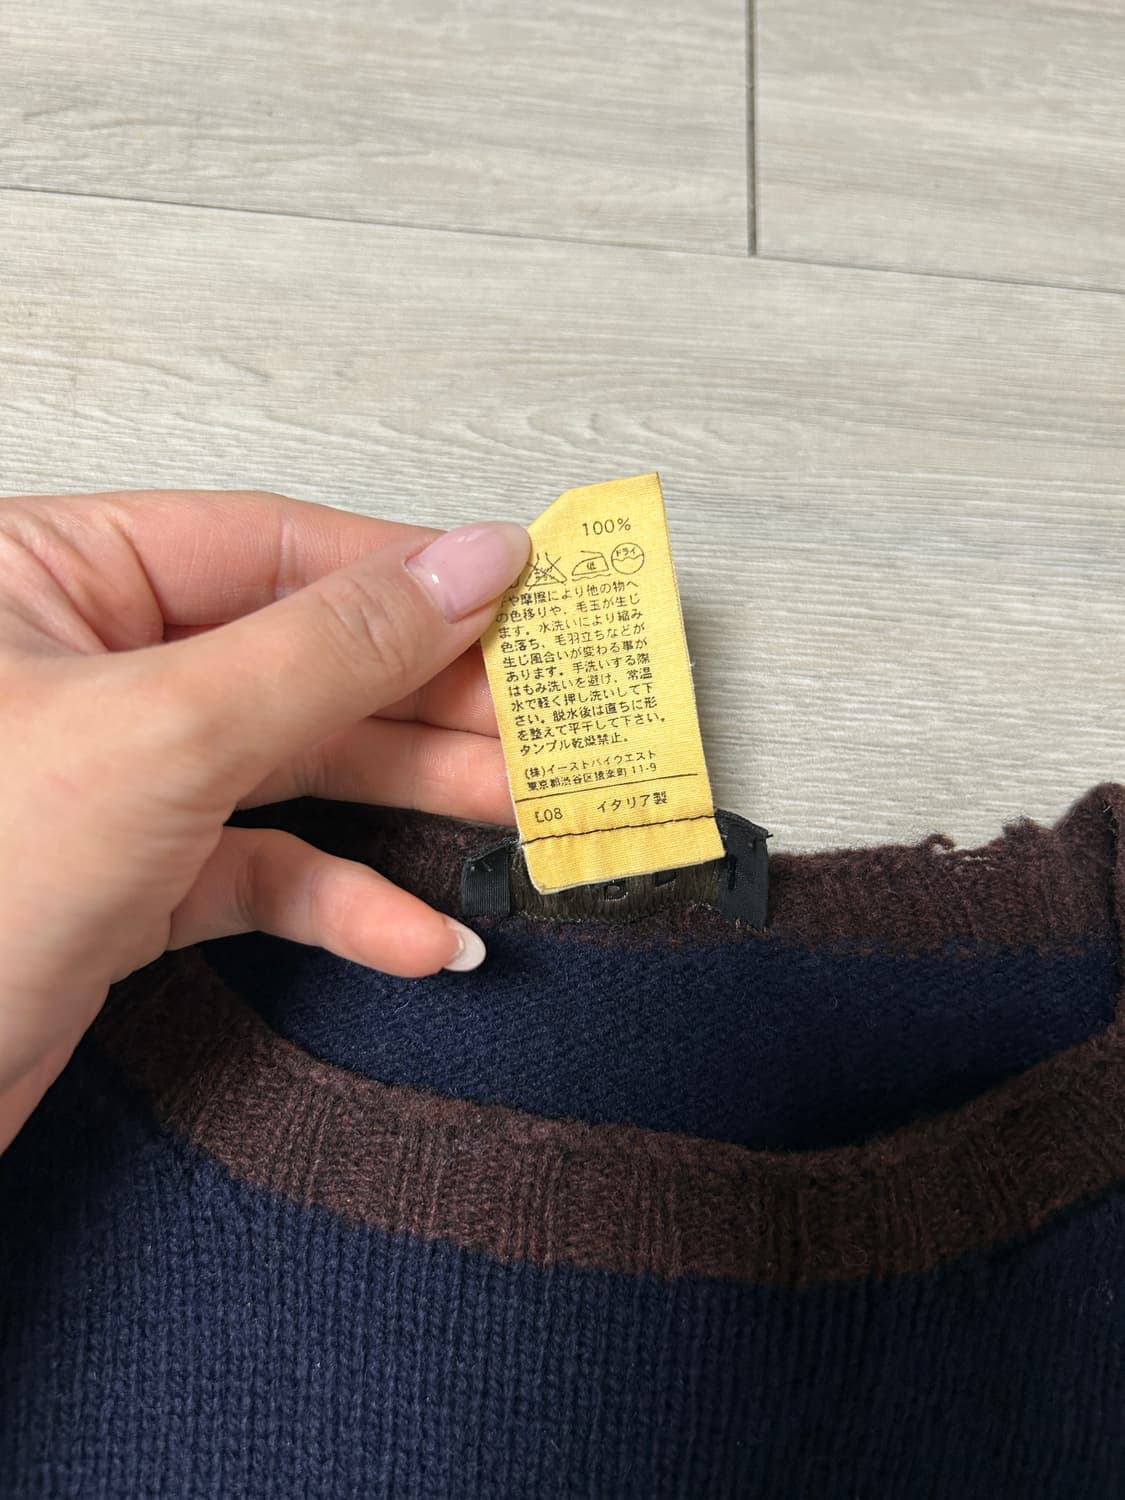 100%
低 ドライ
や摩擦により他の物へ
の色移りや、毛玉が生じ
ます。水洗いにより縮み
色落ち、毛羽立ちなどが
生じ風合いが変わる事が
あります。手洗いする際
はもみ洗いを避け、常温
水で軽く押し洗いして下
さい。脱水後は直ちに形
を整えて平干して下さい。
タンブル乾燥禁止。
(株)イーストバイウエスト
東京都渋谷区猿楽町 11-9
L08 イタリア製